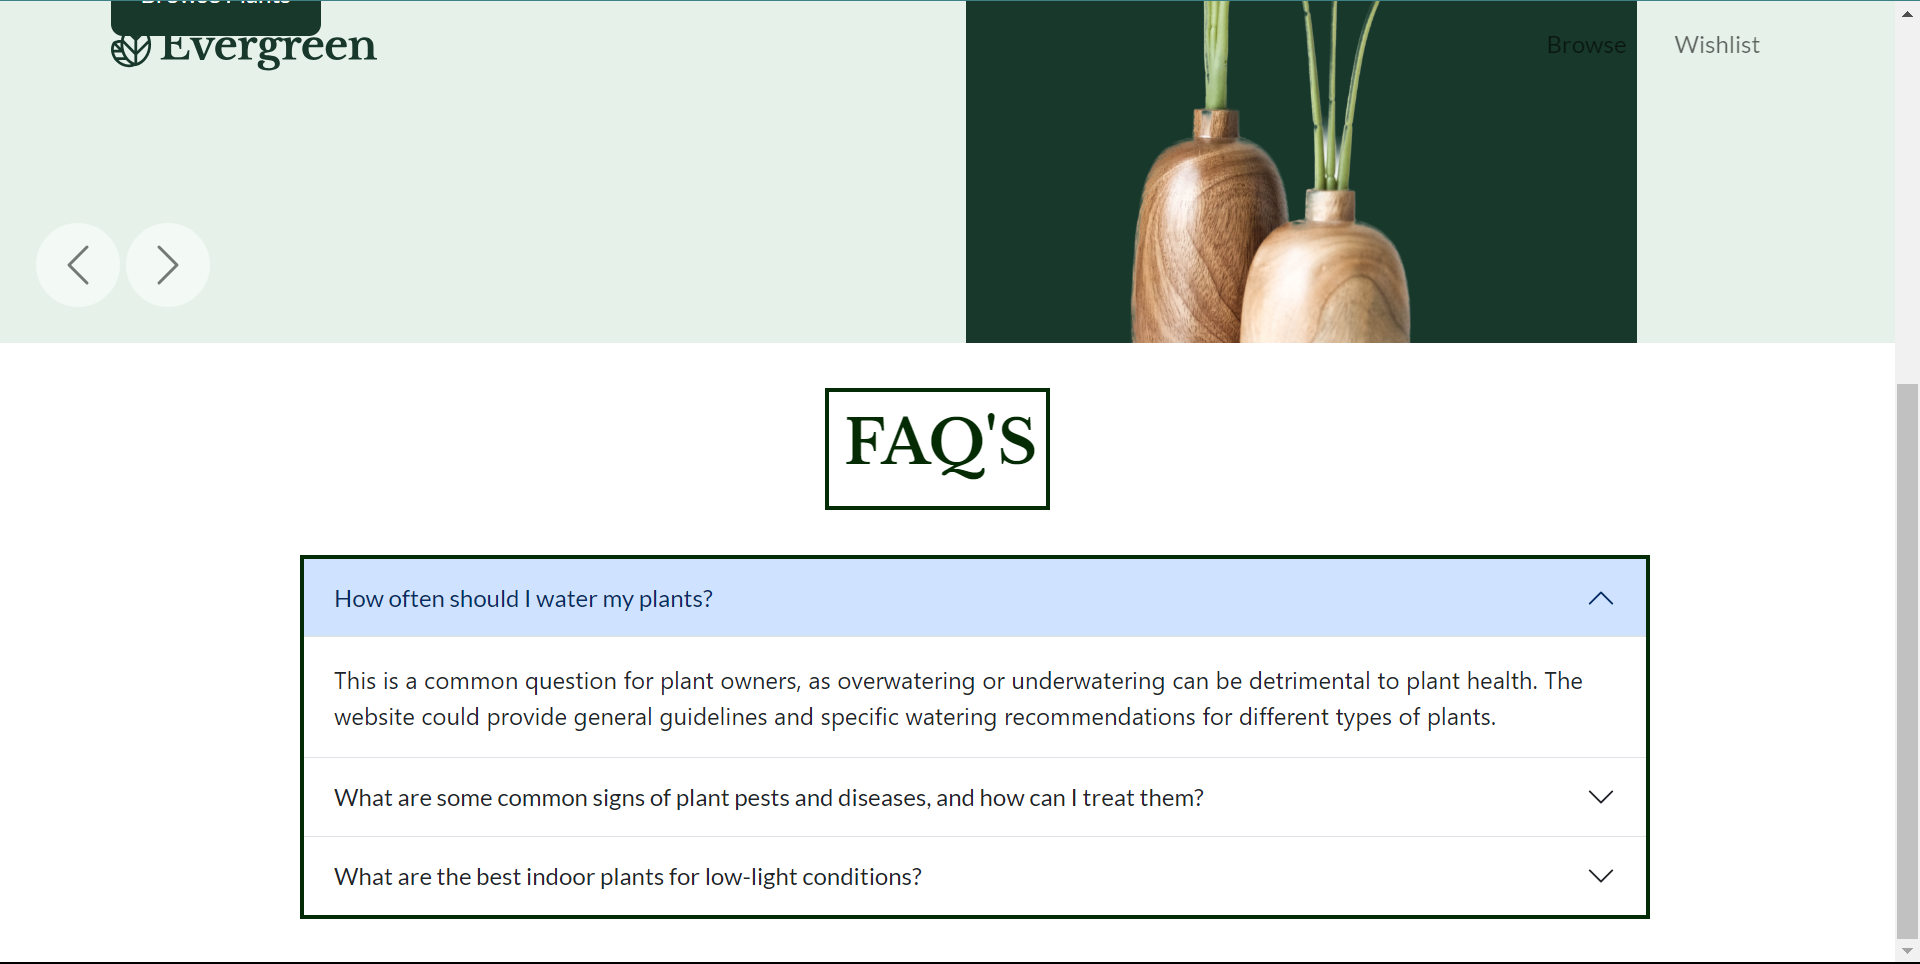 Browse Plants
Evergreen
Browse
Wishlist
FAQ'S
How often should I water my plants?
This is a common question for plant owners, as overwatering or underwatering can be detrimental to plant health. The
website could provide general guidelines and specific watering recommendations for different types of plants.
What are some common signs of plant pests and diseases, and how can I treat them?
What are the best indoor plants for low-light conditions?